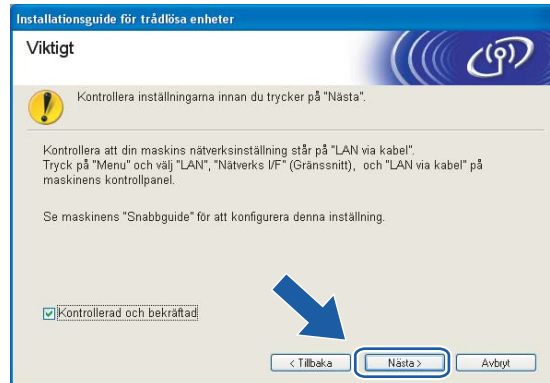 Installationsguide för trådlösa enheter
Viktigt
Kontrollera inställningarna innan du trycker på "Nästa".
Kontrollera att din maskins nätverksinställning står på "LAN via kabel".
Tryck på "Menu" och välj "LAN", "Nätverks I/F" (Gränssnitt), och "LAN via kabel" på
maskinens kontrollpanel.
Se maskinens "Snabbguide" för att konfigurera denna inställning.
Kontrollerad och bekräftad
< Tillbaka
Nästa >
Avbryt